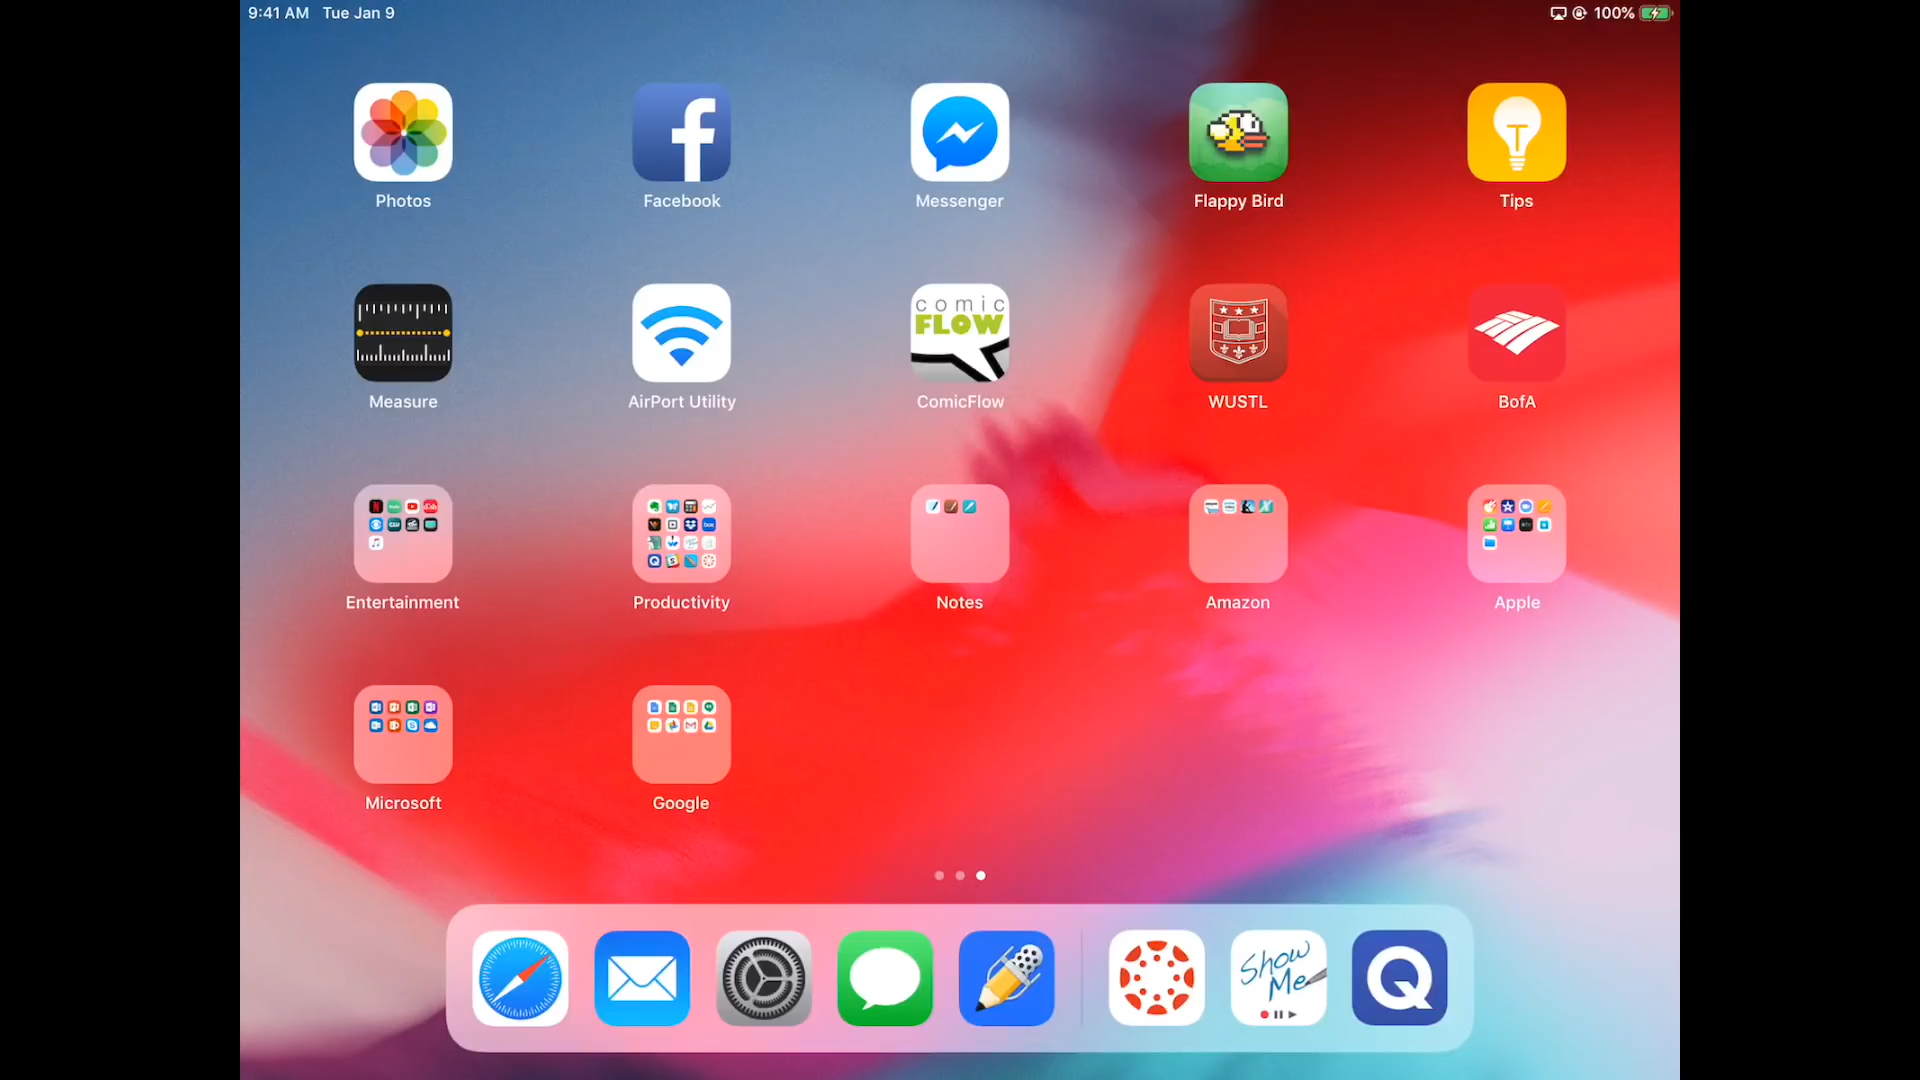 9:41 AM Tue Jan 9
100%
Photos
Facebook
Messenger
Flappy Bird
Tips
comic
FLOW
Measure
AirPort Utility
ComicFlow
WUSTL
BofA
Entertainment
Productivity
Notes
Amazon
Apple
Microsoft
Google
Show
Me